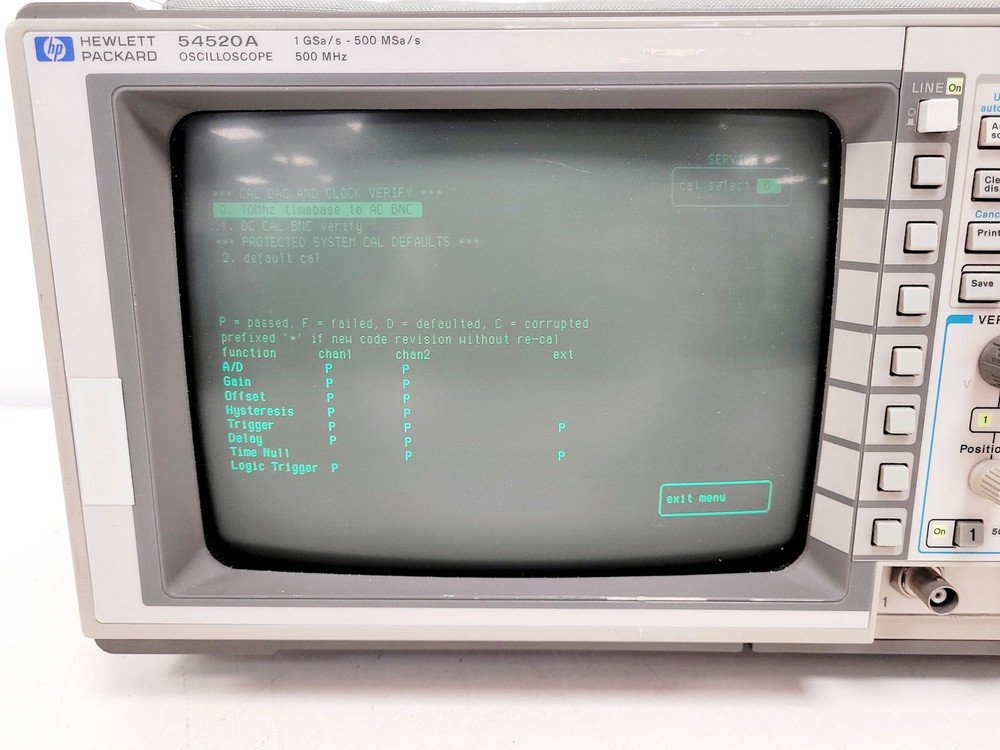 hp HEWLETT PACKARD
54520A OSCILLOSCOPE
1 GSa/s - 500 MSa/s
500 MHz
LINE On
*** CAL DAC AND CLOCK VERIFY ***
0. 10Mhz timebase to AC BNC
1. DC CAL BNC verify
*** PROTECTED SYSTEM CAL DEFAULTS ***
2. default cal
cal select 0
P = passed, F = failed, D = defaulted, C = corrupted
prefixed '*' if new code revision without re-cal
function chan1 chan2 ext
A/D P P
Gain P P
Offset P P
Hysteresis P P
Trigger P P P
Delay P P
Time Null P P
Logic Trigger P
exit menu
Print
Save
V
1
On 1
1